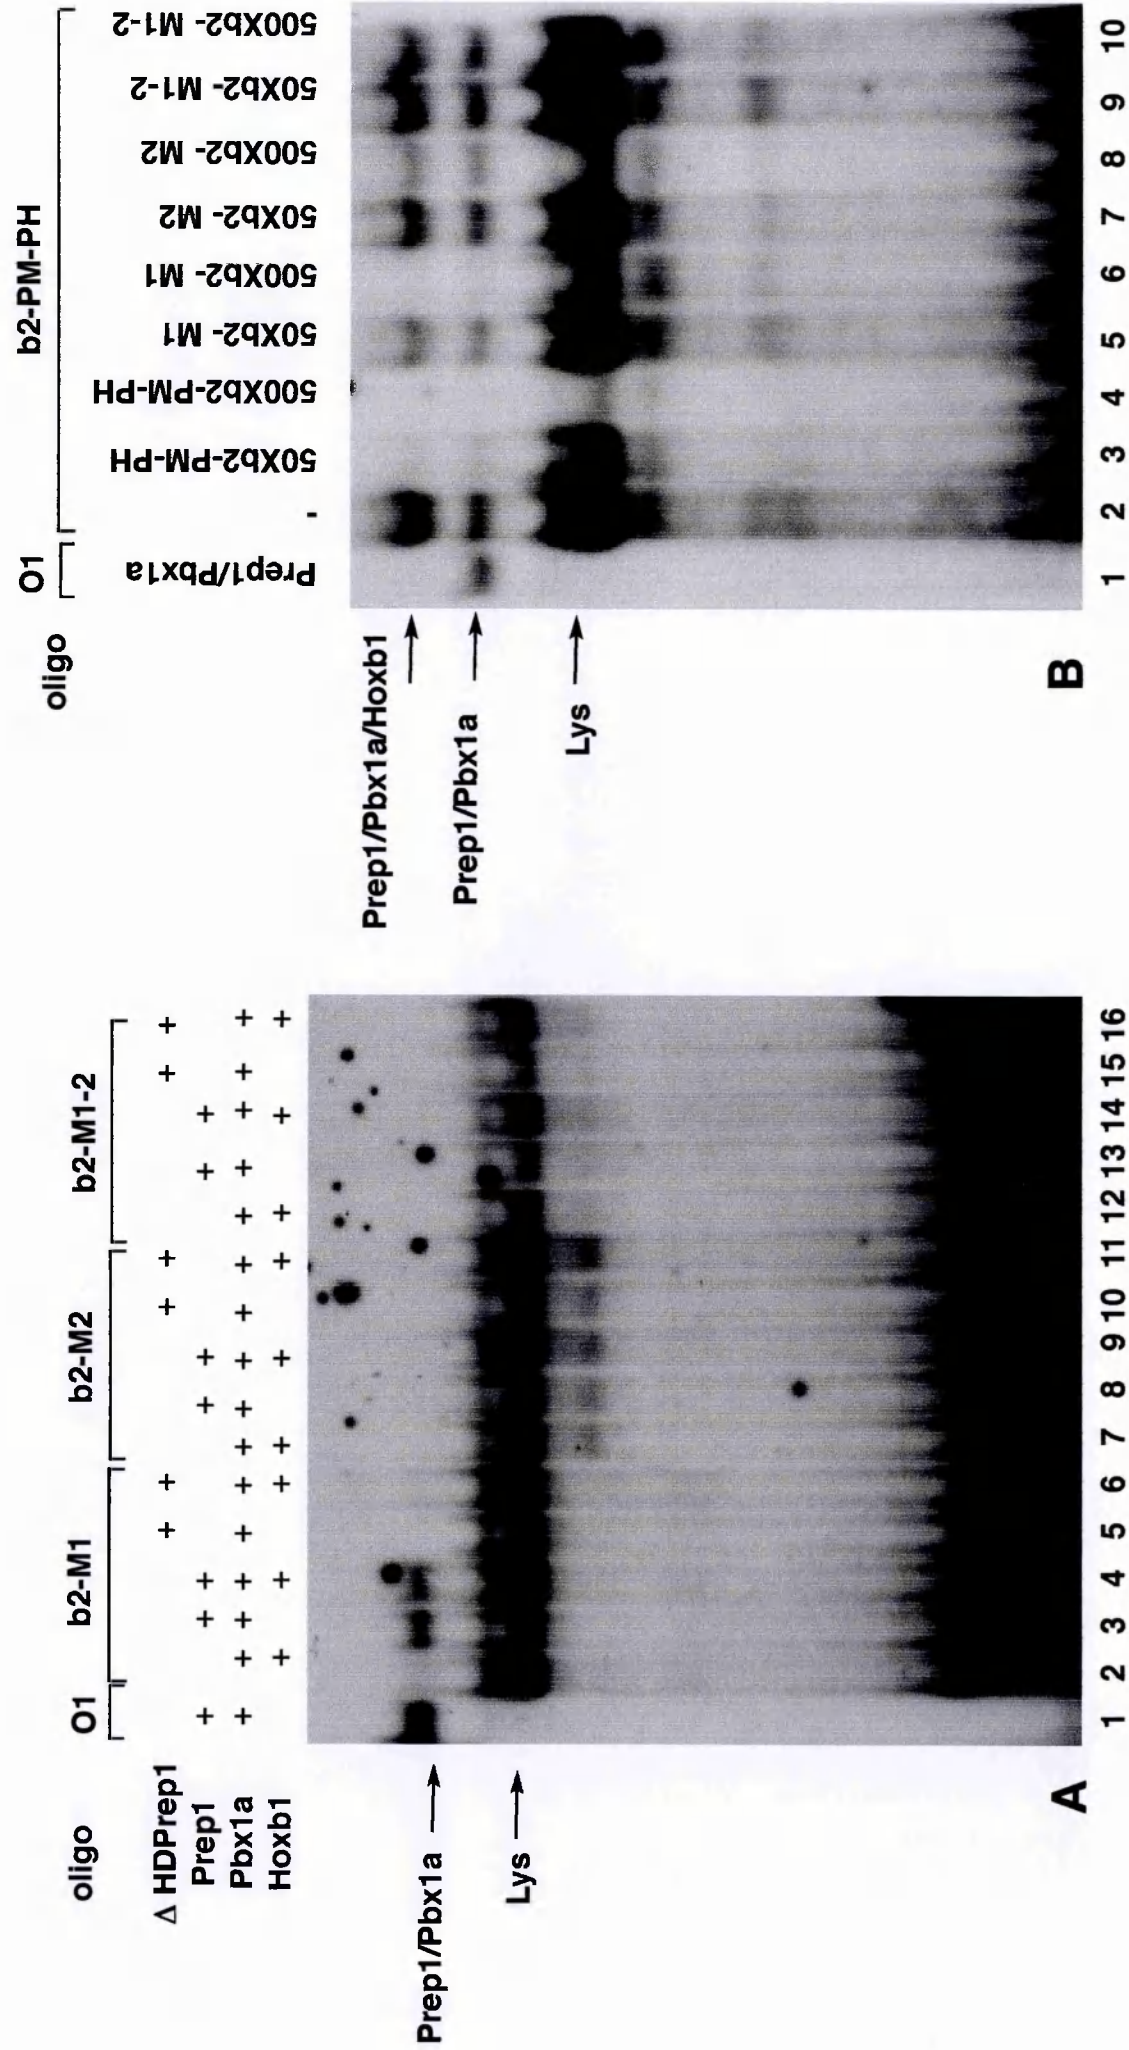 oligo
O1
b2-M1
b2-M2
b2-M1-2
Δ HDPrep1 + + + + + +
Prep1 + + + + + + +
Pbx1a + + + + + + + + + + + + + + + +
Hoxb1 + + + + + + + + +
Prep1/Pbx1a
Lys
1 2 3 4 5 6 7 8 9 10 11 12 13 14 15 16
A
oligo
O1
b2-PM-PH
Prep1/Pbx1a
-
50Xb2-PM-PH
500Xb2-PM-PH
50Xb2- M1
500Xb2- M1
50Xb2- M2
500Xb2- M2
50Xb2- M1-2
500Xb2- M1-2
Prep1/Pbx1a/Hoxb1
Prep1/Pbx1a
Lys
1 2 3 4 5 6 7 8 9 10
B